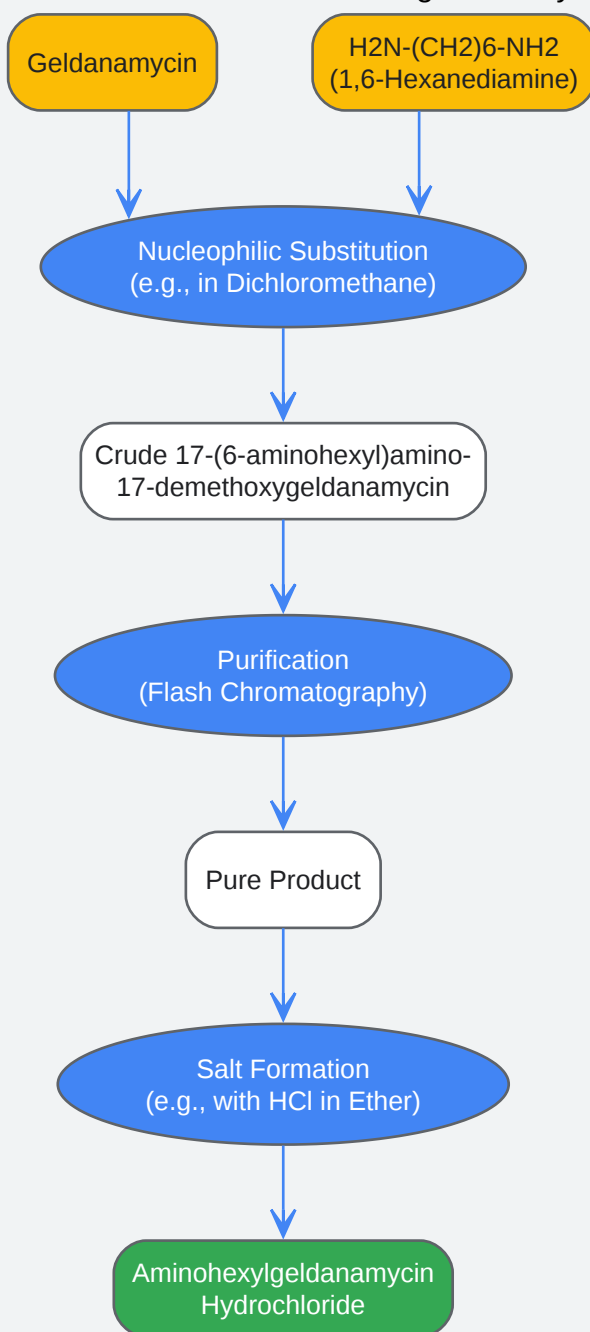 Geldanamycin
H2N-(CH2)6-NH2
(1,6-Hexanediamine)
Nucleophilic Substitution
(e.g., in Dichloromethane)
Crude 17-(6-aminohexyl)amino-
17-demethoxygeldanamycin
Purification
(Flash Chromatography)
Pure Product
Salt Formation
(e.g., with HCl in Ether)
Aminohexylgeldanamycin
Hydrochloride